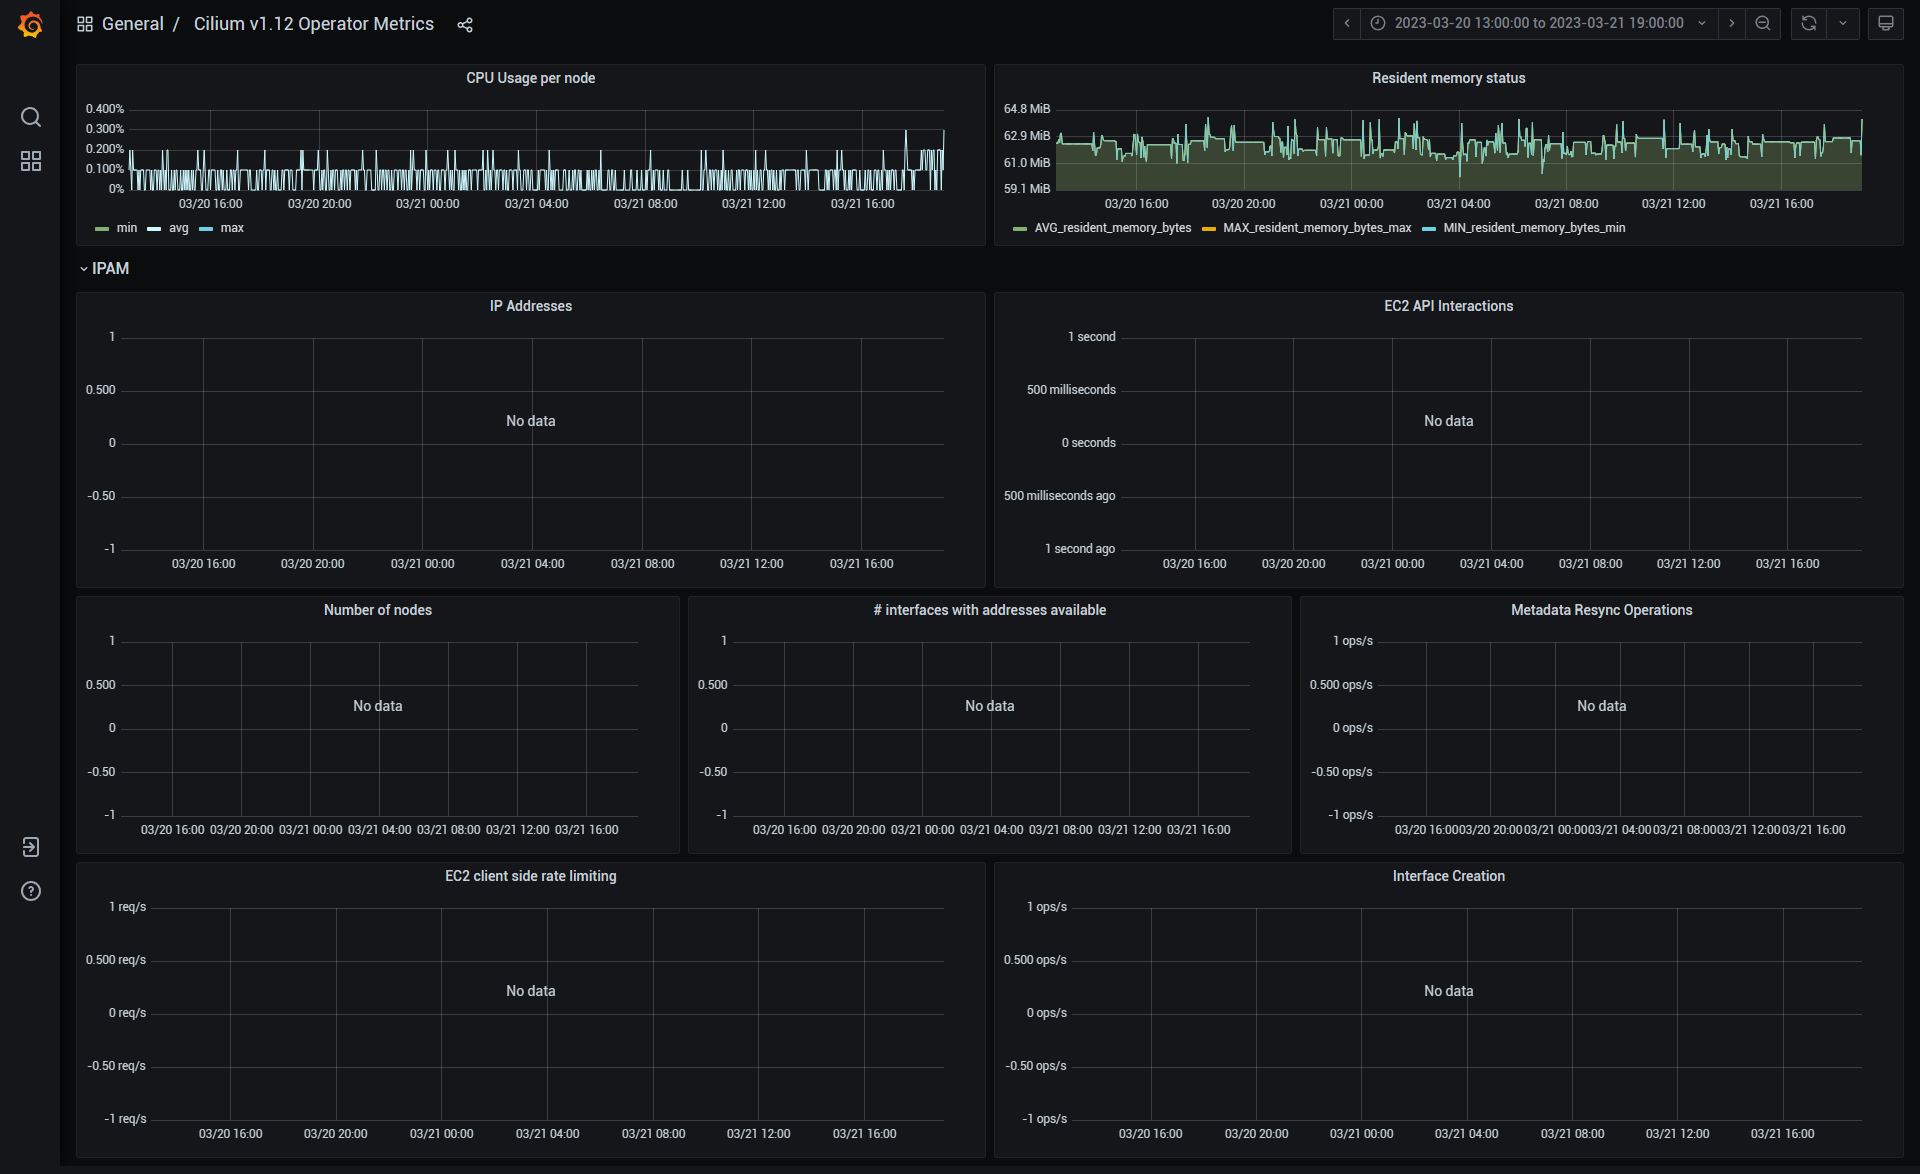 General / Cilium v1.12 Operator Metrics
2023-03-20 13:00:00 to 2023-03-21 19:00:00
CPU Usage per node
0.400%
0.300%
0.200%
0.100%
0%
03/20 16:00 03/20 20:00 03/21 00:00 03/21 04:00 03/21 08:00 03/21 12:00 03/21 16:00
min avg max
Resident memory status
64.8 MiB
62.9 MiB
61.0 MiB
59.1 MiB
03/20 16:00 03/20 20:00 03/21 00:00 03/21 04:00 03/21 08:00 03/21 12:00 03/21 16:00
AVG_resident_memory_bytes MAX_resident_memory_bytes_max MIN_resident_memory_bytes_min
IPAM
IP Addresses
1
0.500
No data
0
-0.50
-1
03/20 16:00 03/20 20:00 03/21 00:00 03/21 04:00 03/21 08:00 03/21 12:00 03/21 16:00
EC2 API Interactions
1 second
500 milliseconds
No data
0 seconds
500 milliseconds ago
1 second ago
03/20 16:00 03/20 20:00 03/21 00:00 03/21 04:00 03/21 08:00 03/21 12:00 03/21 16:00
Number of nodes
1
0.500
No data
0
-0.50
-1
03/20 16:00 03/20 20:00 03/21 00:00 03/21 04:00 03/21 08:00 03/21 12:00 03/21 16:00
# interfaces with addresses available
1
0.500
No data
0
-0.50
-1
03/20 16:00 03/20 20:00 03/21 00:00 03/21 04:00 03/21 08:00 03/21 12:00 03/21 16:00
Metadata Resync Operations
1 ops/s
0.500 ops/s
No data
0 ops/s
-0.50 ops/s
-1 ops/s
03/20 16:00 03/20 20:00 03/21 00:00 03/21 04:00 03/21 08:00 03/21 12:00 03/21 16:00
EC2 client side rate limiting
1 req/s
0.500 req/s
No data
0 req/s
-0.50 req/s
-1 req/s
03/20 16:00 03/20 20:00 03/21 00:00 03/21 04:00 03/21 08:00 03/21 12:00 03/21 16:00
Interface Creation
1 ops/s
0.500 ops/s
No data
0 ops/s
-0.50 ops/s
-1 ops/s
03/20 16:00 03/20 20:00 03/21 00:00 03/21 04:00 03/21 08:00 03/21 12:00 03/21 16:00